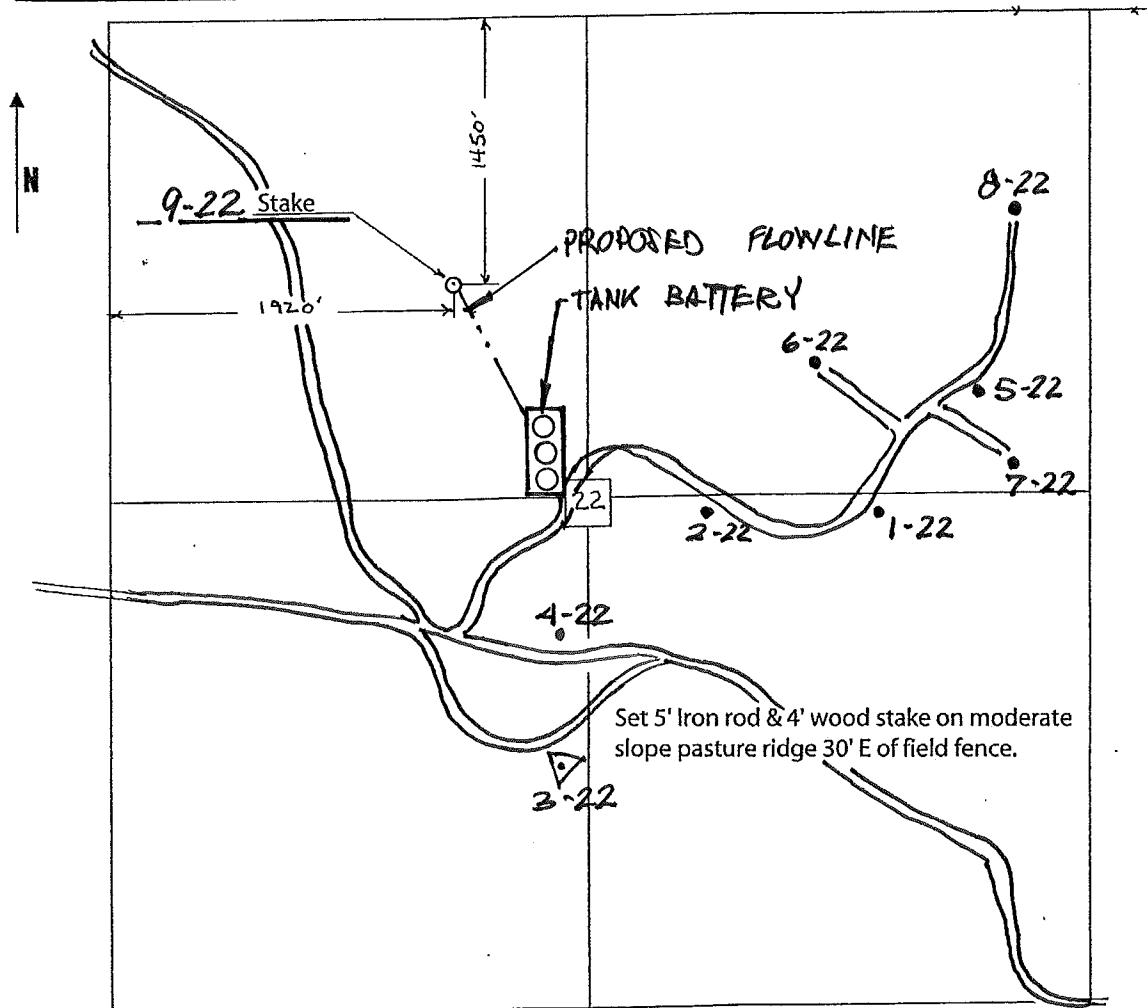 1450'
N
8-22
9-22 Stake
PROPOSED FLOWLINE
TANK BATTERY
1920'
6-22
5-22
7-22
22
2-22
1-22
4-22
Set 5' Iron rod & 4' wood stake on moderate
slope pasture ridge 30' E of field fence.
3-22